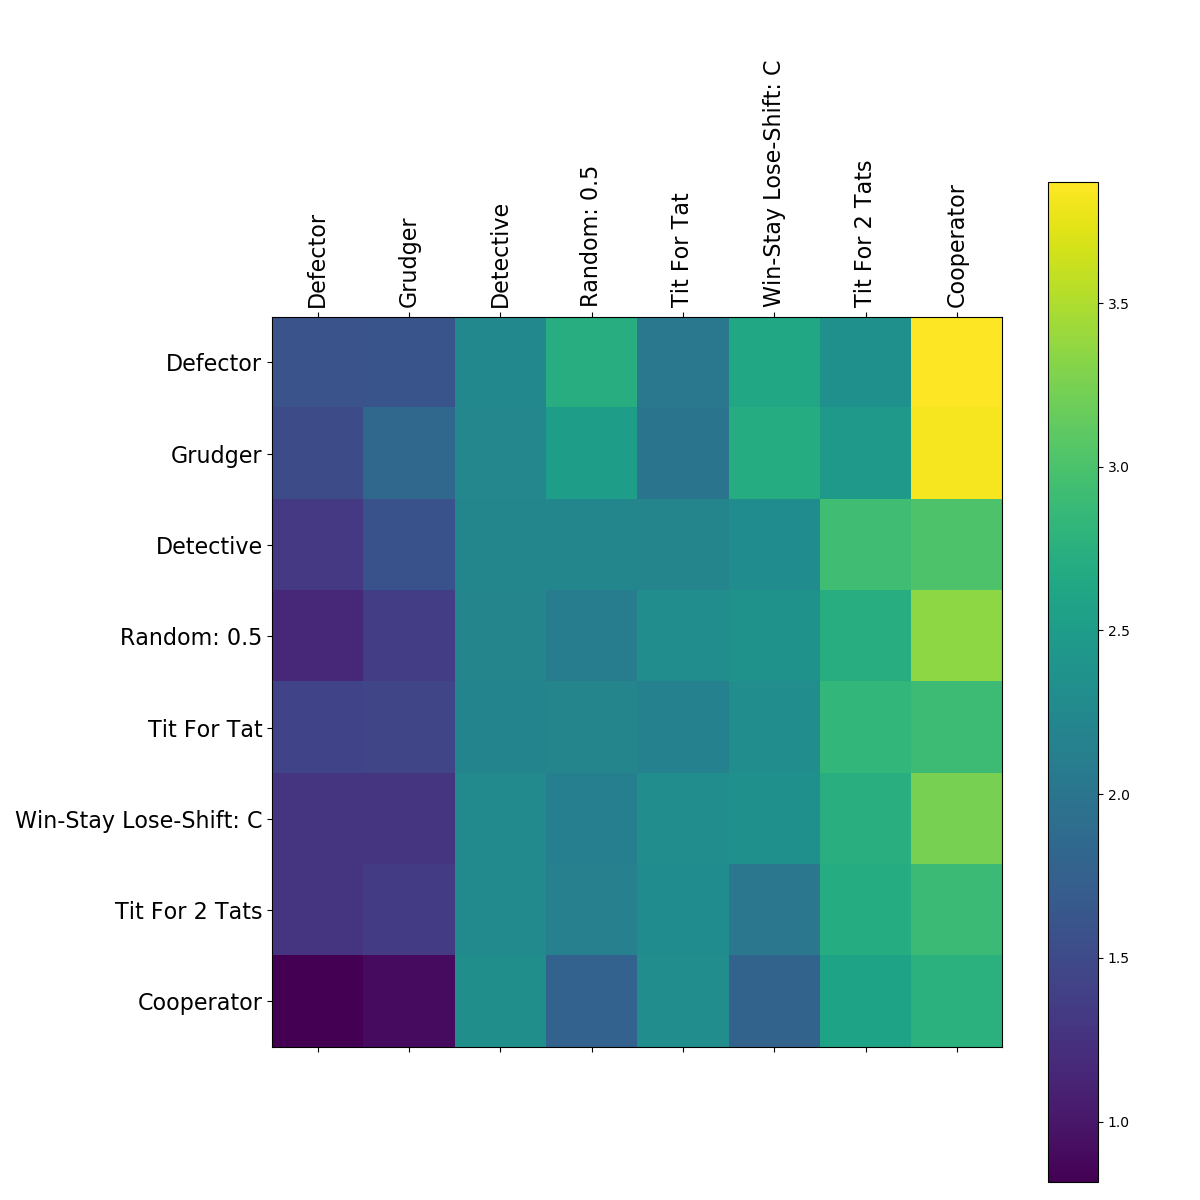 Defector
Grudger
Detective
Random: 0.5
Tit For Tat
Win-Stay Lose-Shift: C
Tit For 2 Tats
Cooperator
Defector
Grudger
Detective
Random: 0.5
Tit For Tat
Win-Stay Lose-Shift: C
Tit For 2 Tats
Cooperator
3.5
3.0
2.5
2.0
1.5
1.0